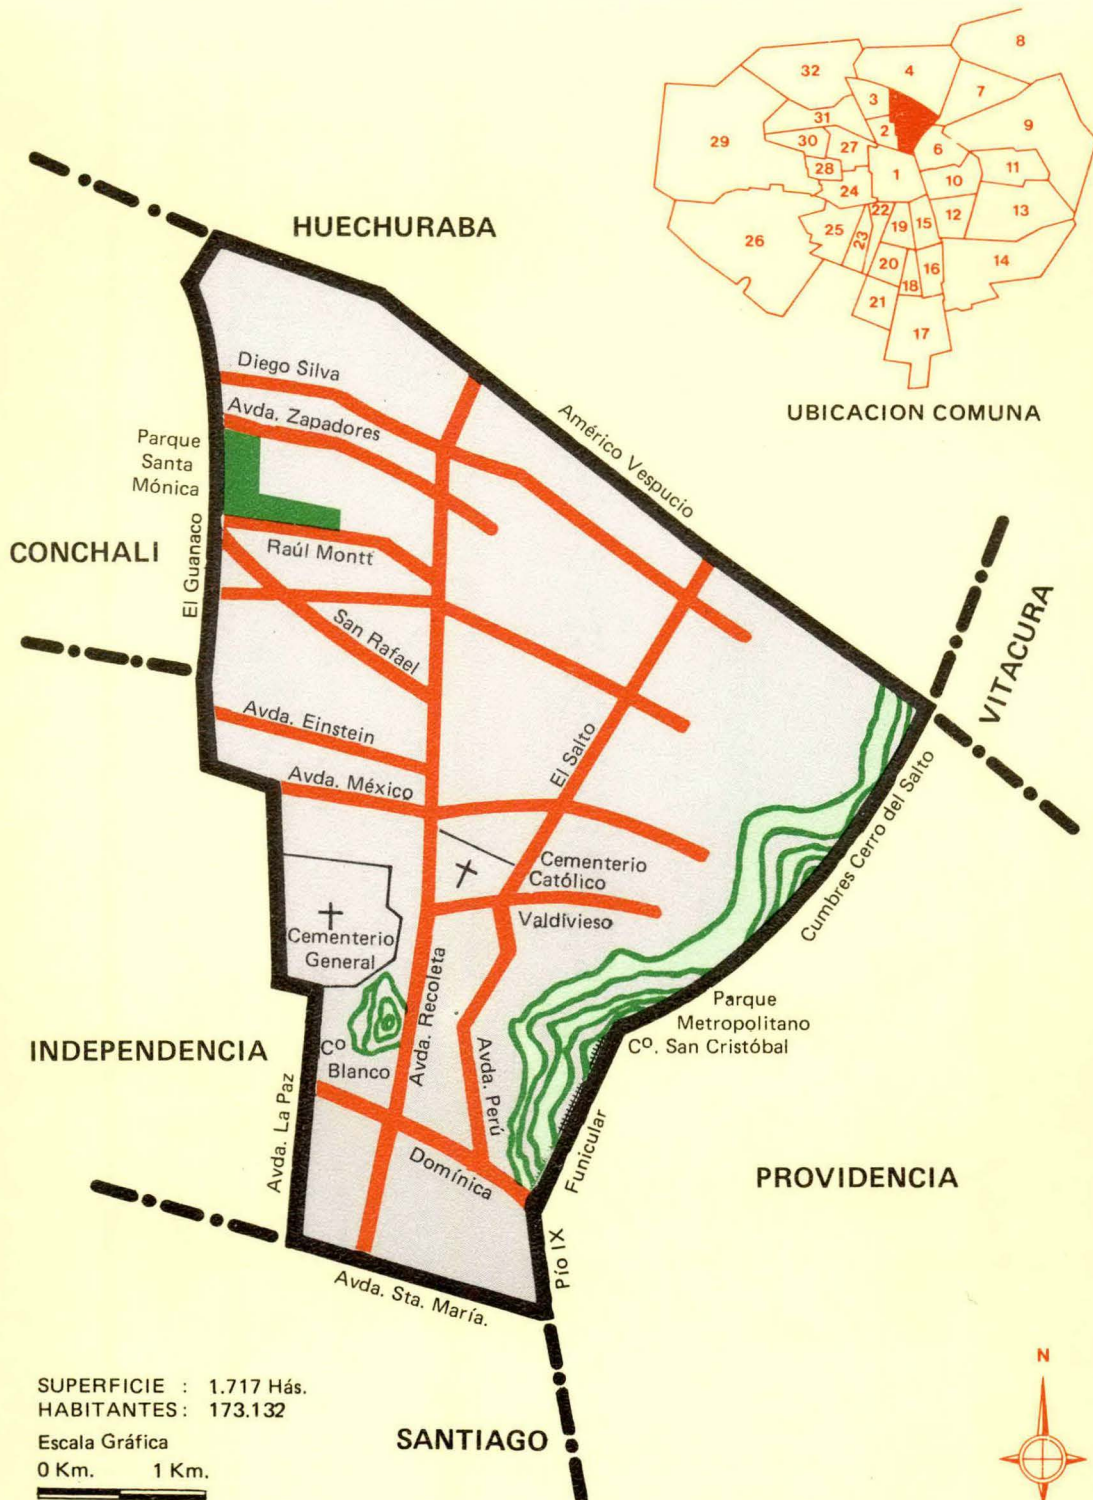 8
32
4
7
3
31
9
29
2
30
27
6
28
1
11
10
24
22
13
12
25
23
19
15
26
14
20
16
18
21
17
UBICACION COMUNA
HUECHURABA
Diego Silva
Avda. Zapadores
Américo Vespucio
Parque
Santa
Mónica
CONCHALI
El Guanaco
Raúl Montt
San Rafael
VITACURA
Avda. Einstein
El Salto
Avda. México
Cumbres Cerro del Salto
Cementerio
Católico
Valdívieso
Cementerio
General
Avda. Recoleta
Parque
Metropolitano
Cº. San Cristóbal
INDEPENDENCIA
Cº
Blanco
Avda. Perú
Avda. La Paz
Funicular
Domínica
PROVIDENCIA
Pío IX
Avda. Sta. María.
SUPERFICIE : 1.717 Hás.
HABITANTES: 173.132
Escala Gráfica
0 Km. 1 Km.
SANTIAGO
N